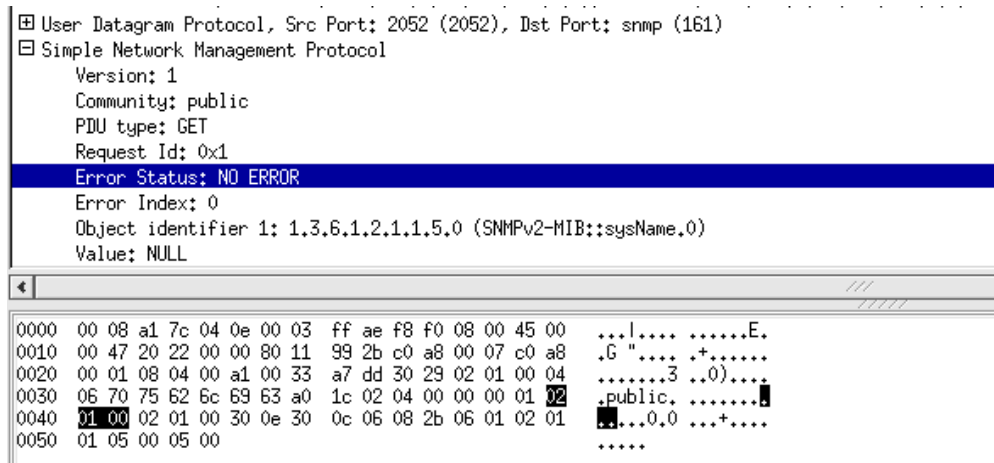 User Datagram Protocol, Src Port: 2052 (2052), Dst Port: snmp (161)
Simple Network Management Protocol
Version: 1
Community: public
PDU type: GET
Request Id: 0x1
Error Status: NO ERROR
Error Index: 0
Object identifier 1: 1.3.6.1.2.1.1.5.0 (SNMPv2-MIB::sysName.0)
Value: NULL
0000 00 08 a1 7c 04 0e 00 03 ff ae f8 f0 08 00 45 00 ...|.... ......E.
0010 00 47 20 22 00 00 80 11 99 2b c0 a8 00 07 c0 a8 .G ".... .+......
0020 00 01 08 04 00 a1 00 33 a7 dd 30 29 02 01 00 04 .......3 ..0)....
0030 06 70 75 62 6c 69 63 a0 1c 02 04 00 00 00 01 02 .public. ........
0040 01 00 02 01 00 30 0e 30 0c 06 08 2b 06 01 02 01 .....0.0 ...+....
0050 01 05 00 05 00 .....